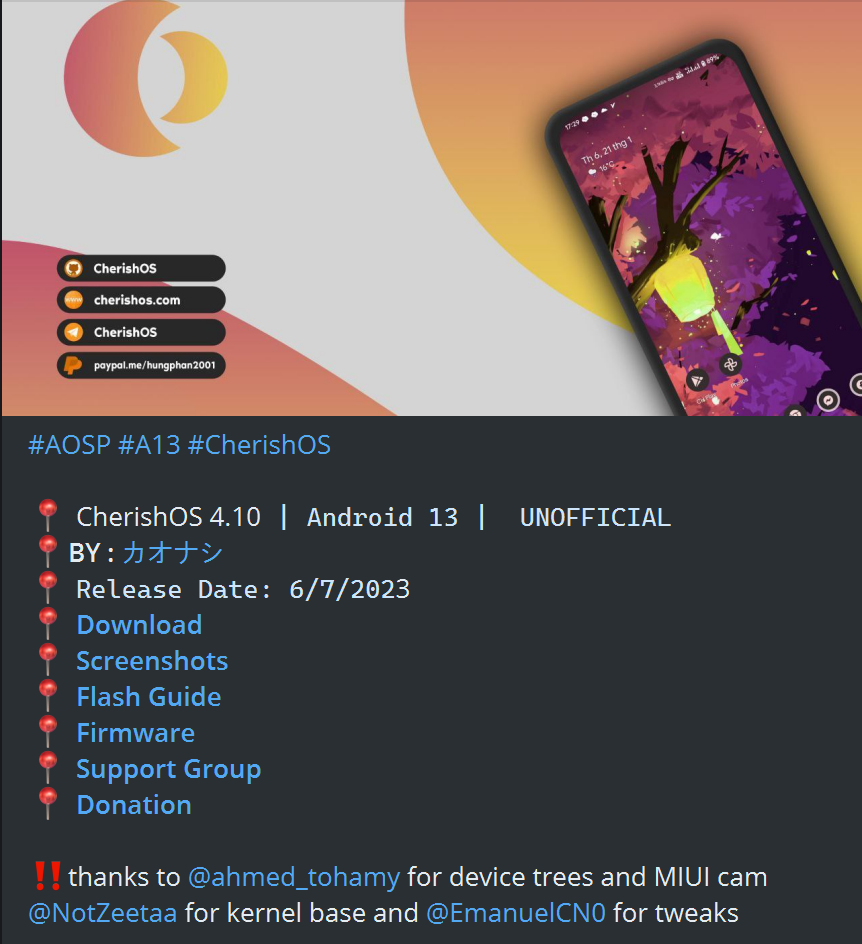 17:29
89%
Th 6, 21 thg 1
16°C
CherishOS
www
cherishos.com
CherishOS
paypal.me/hungphan2001
Photos
#AOSP #A13 #CherishOS
CherishOS 4.10 | Android 13 | UNOFFICIAL
BY : カオナシ
Release Date: 6/7/2023
Download
Screenshots
Flash Guide
Firmware
Support Group
Donation
‼️thanks to @ahmed_tohamy for device trees and MIUI cam
@NotZeetaa for kernel base and @EmanuelCN0 for tweaks